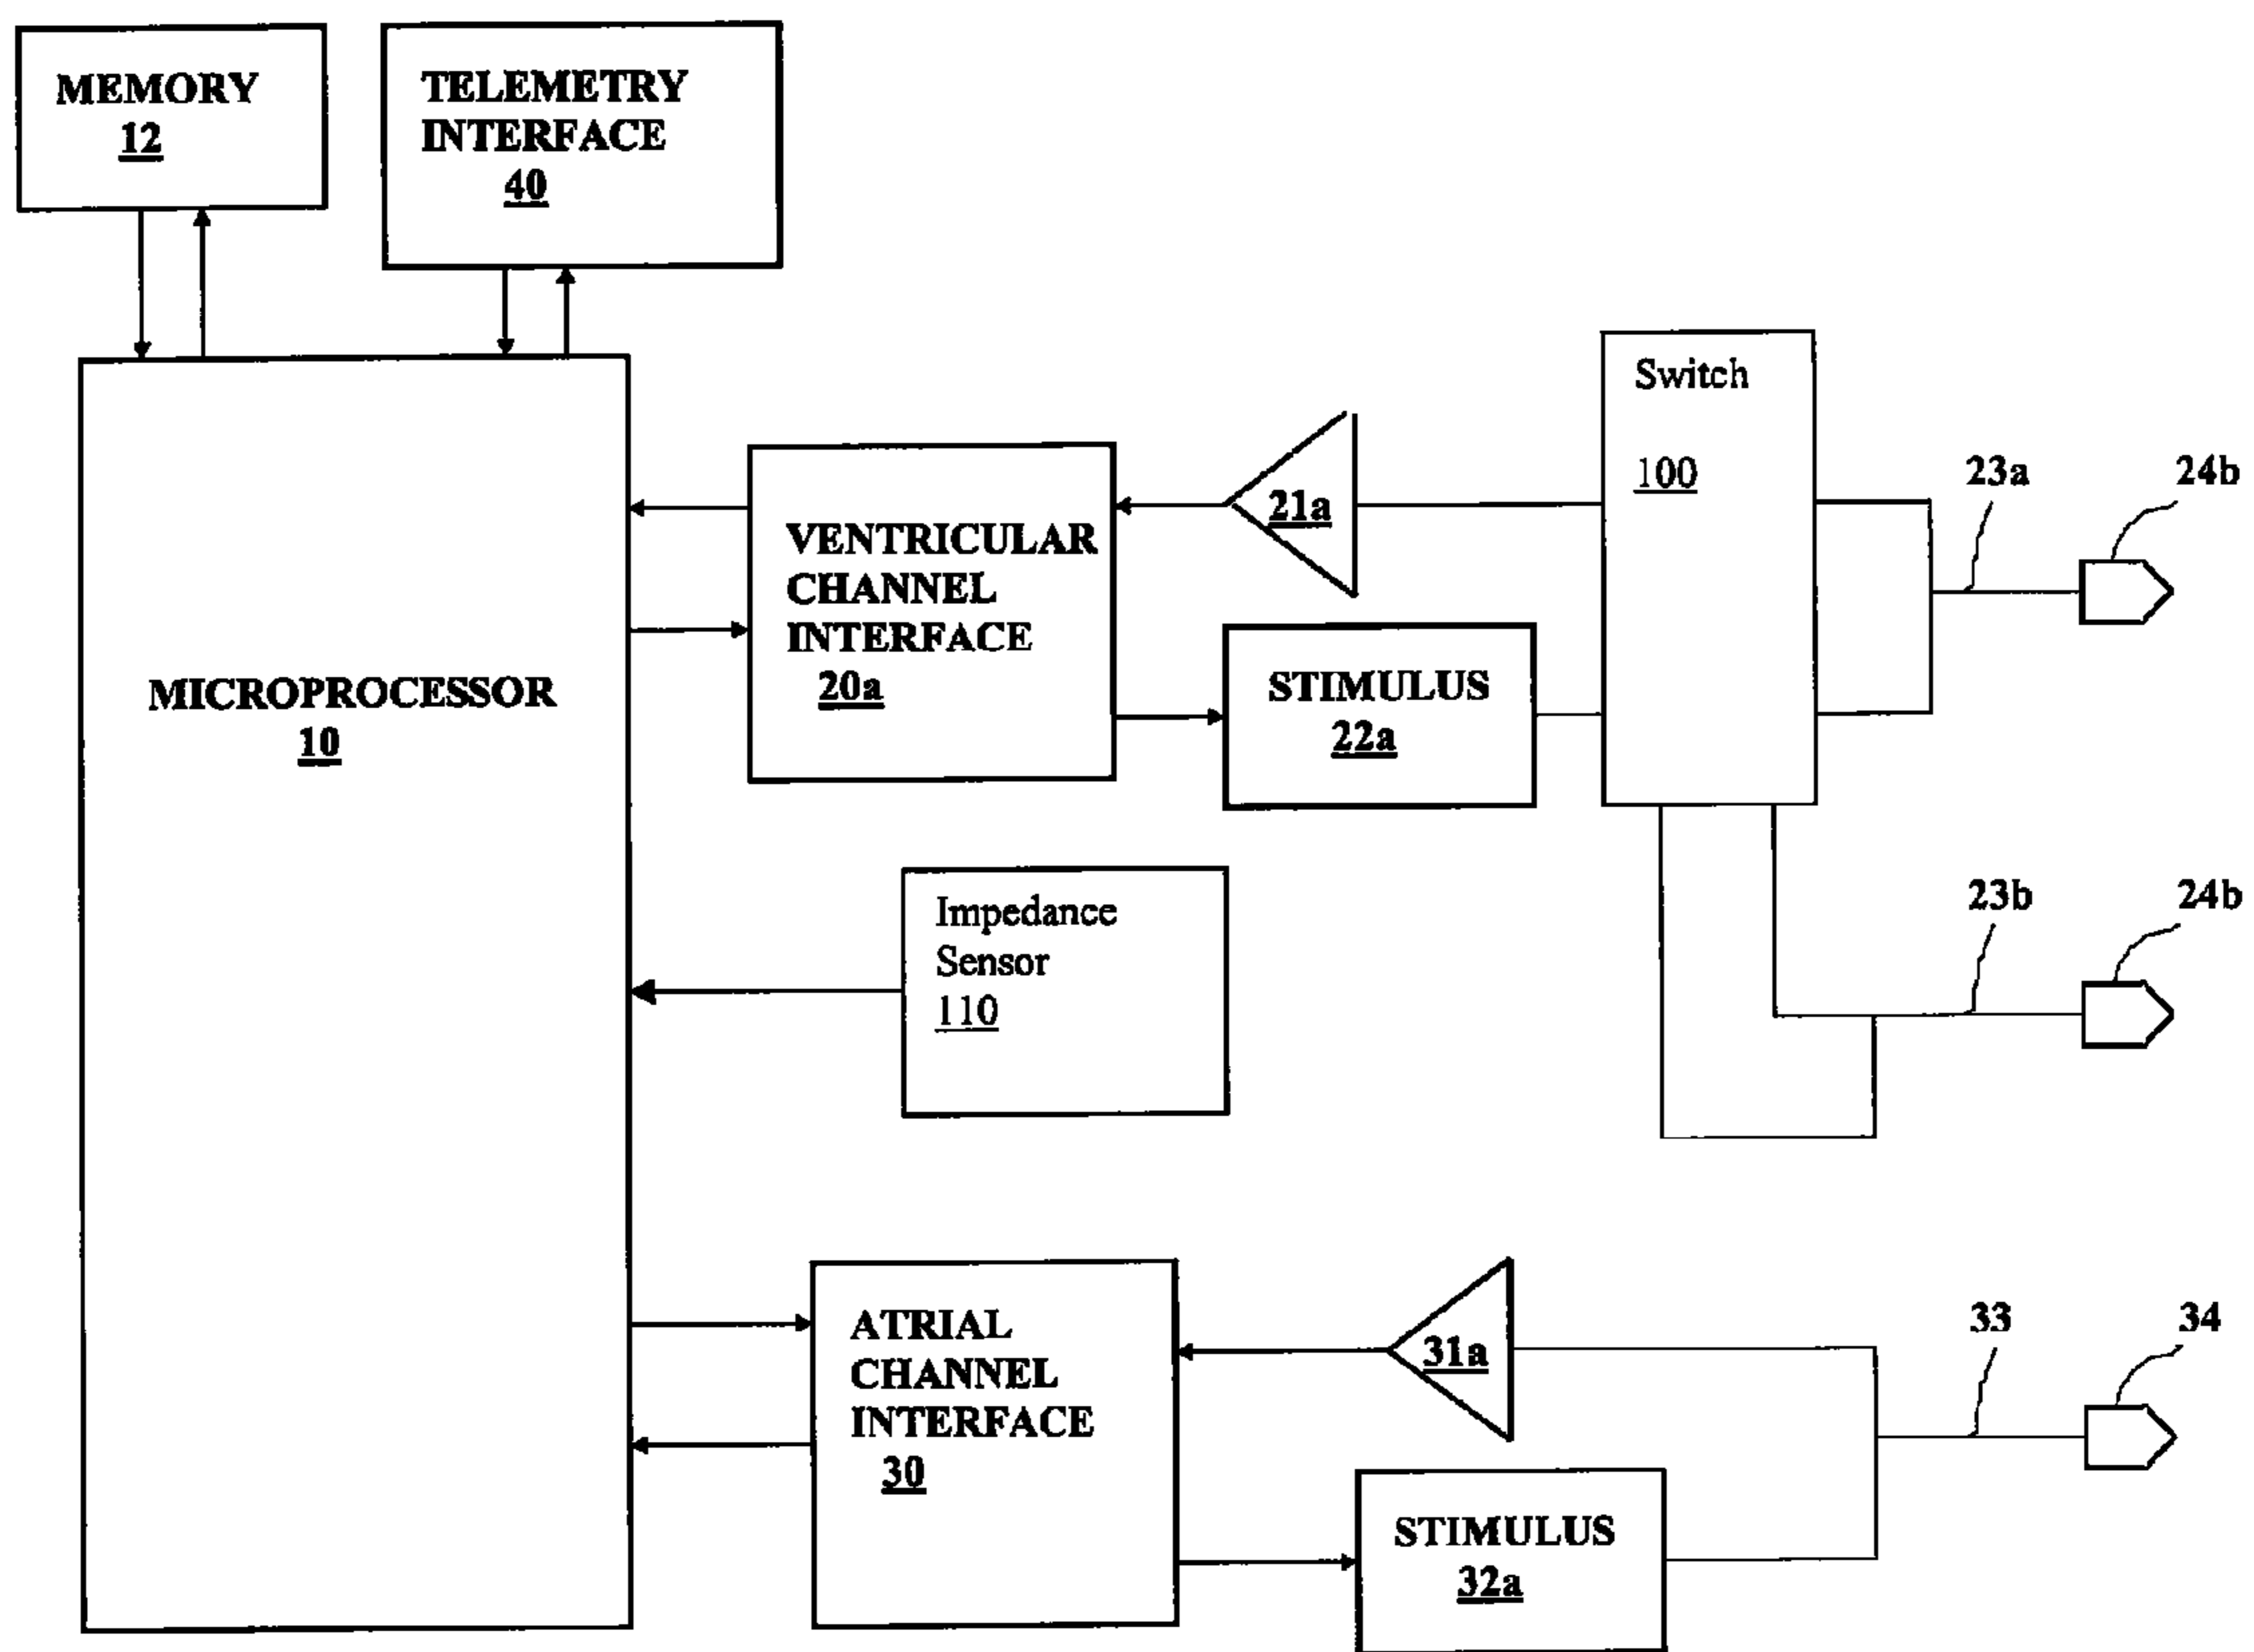 MEMORY
12
TELEMETRY
INTERFACE
40
MICROPROCESSOR
10
VENTRICULAR
CHANNEL
INTERFACE
20a
21a
STIMULUS
22a
Switch
100
23a
24b
Impedance
Sensor
110
23b
24b
ATRIAL
CHANNEL
INTERFACE
30
31a
STIMULUS
32a
33
34